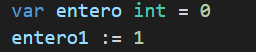 var entero int = 0
entero1 := 1